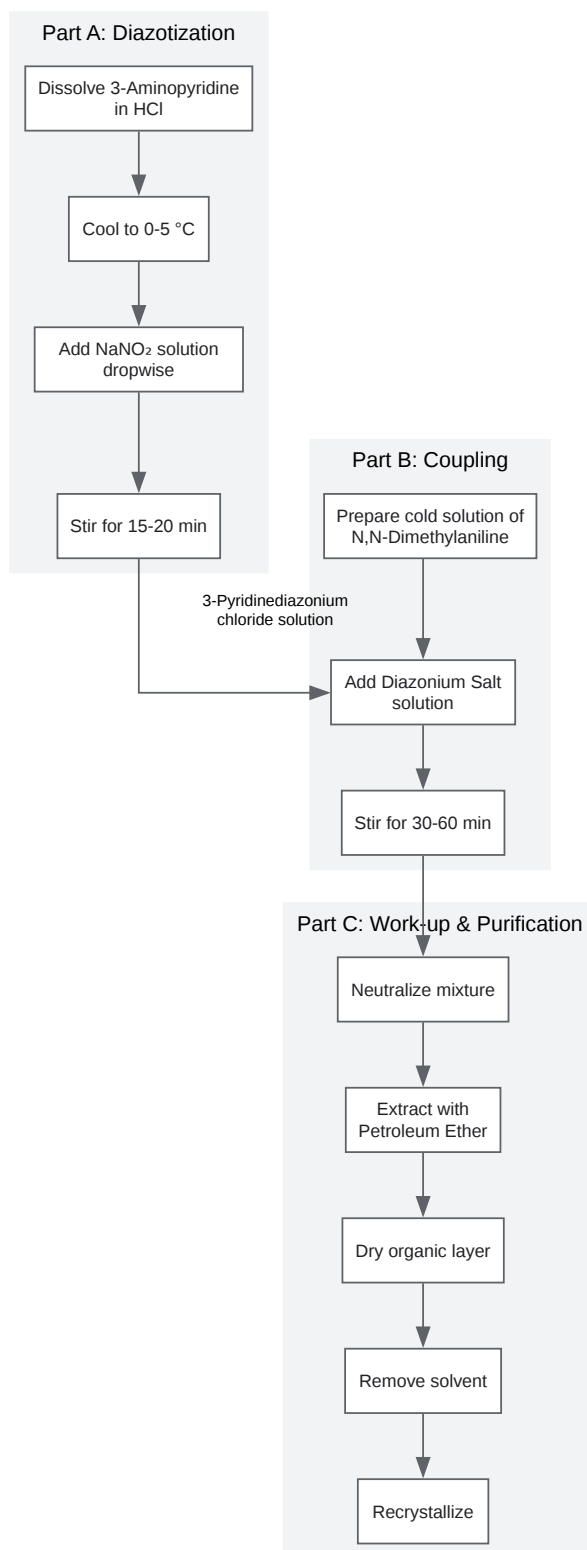 Part A: Diazotization
Dissolve 3-Aminopyridine
in HCl
Cool to 0-5 °C
Add NaNO₂ solution
dropwise
Stir for 15-20 min
3-Pyridinediazonium
chloride solution
Part B: Coupling
Prepare cold solution of
N,N-Dimethylaniline
Add Diazonium Salt
solution
Stir for 30-60 min
Part C: Work-up & Purification
Neutralize mixture
Extract with
Petroleum Ether
Dry organic layer
Remove solvent
Recrystallize